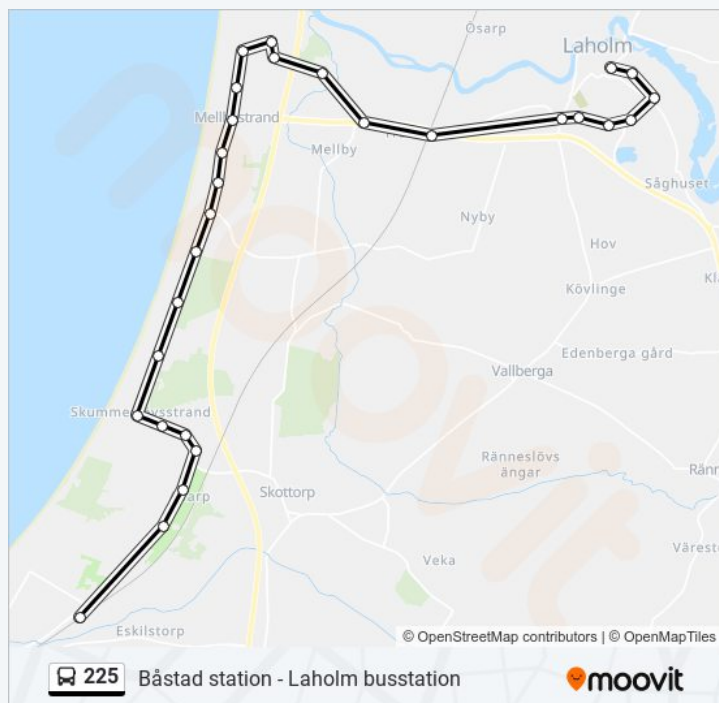 Ösarp
Laholm
Mellbystrand
Mellby
Såghuset
Nyby
Hov
Kövlinge
Edenberga gård
Vallberga
Skummeslövsstrand
Ränneslövs
ängar
Skottorp
Veka
Eskilstorp
© OpenStreetMap contributors | © OpenMapTiles
225 Båstad station - Laholm busstation
moovit